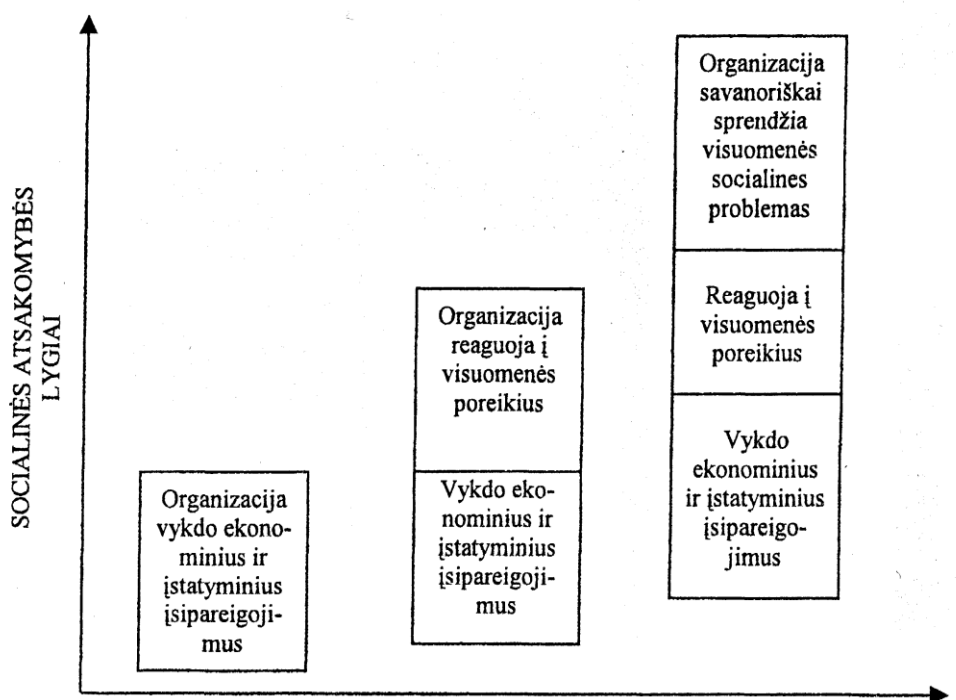 SOCIALINĖS ATSAKOMYBĖS
LYGIAI
Organizacija
vykdo ekono-
minius ir
įstatyminius
įsipareigoji-
mus
Organizacija
reaguoja į
visuomenės
poreikius
Vykdo eko-
nominius ir
įstatyminius
įsipareigoji-
mus
Organizacija
savanoriškai
sprendžia
visuomenės
socialines
problemas
Reaguoja į
visuomenės
poreikius
Vykdo
ekonominius
ir įstatyminius
įsipareigo-
jimus